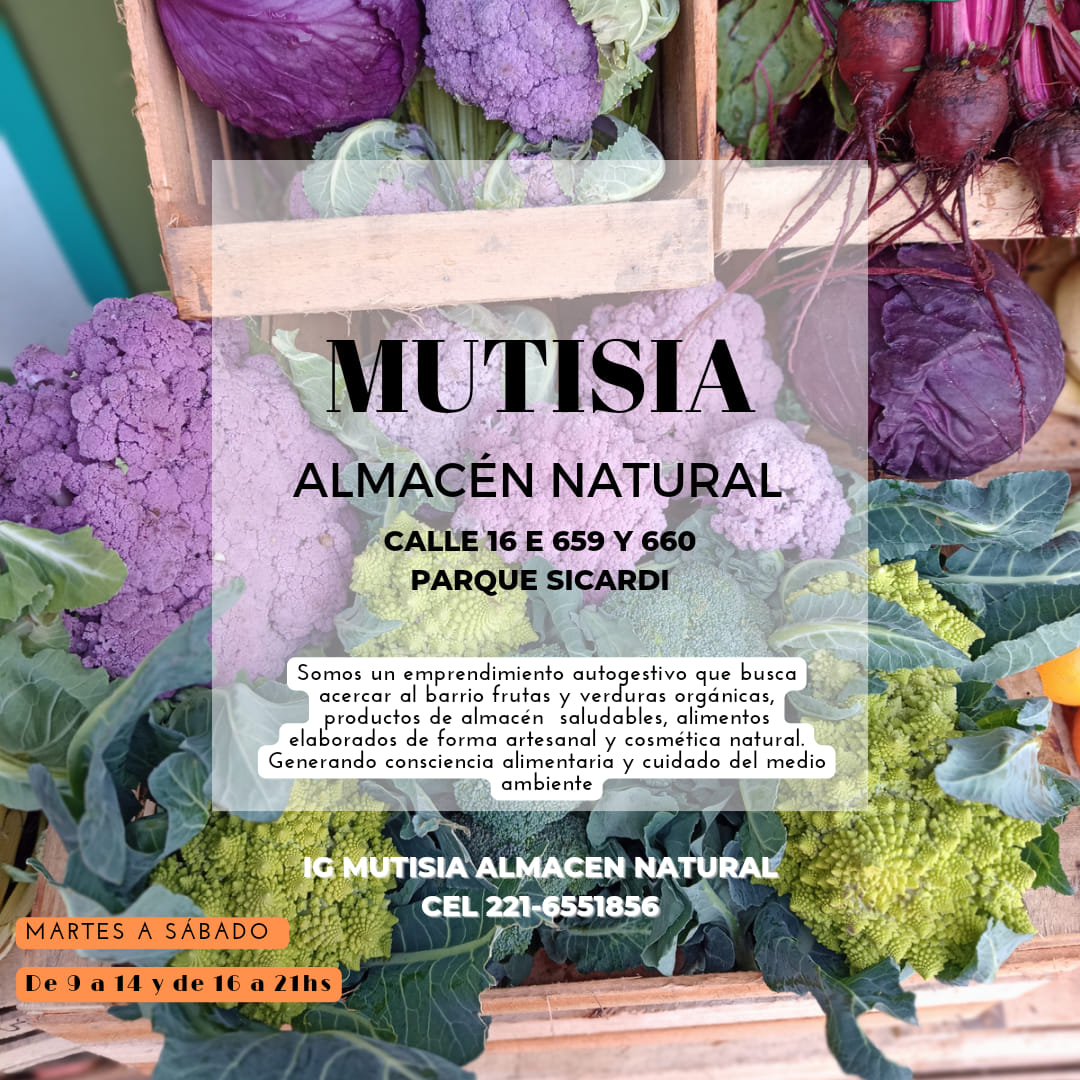 MUTISIA
ALMACÉN NATURAL
CALLE 16 E 659 Y 660
PARQUE SICARDI
Somos un emprendimiento autogestivo que busca
acercar al barrio frutas y verduras orgánicas,
productos de almacén saludables, alimentos
elaborados de forma artesanal y cosmética natural.
Generando consciencia alimentaria y cuidado del medio
ambiente
IG MUTISIA ALMACEN NATURAL
CEL 221-6551856
MARTES A SÁBADO
De 9 a 14 y de 16 a 21hs